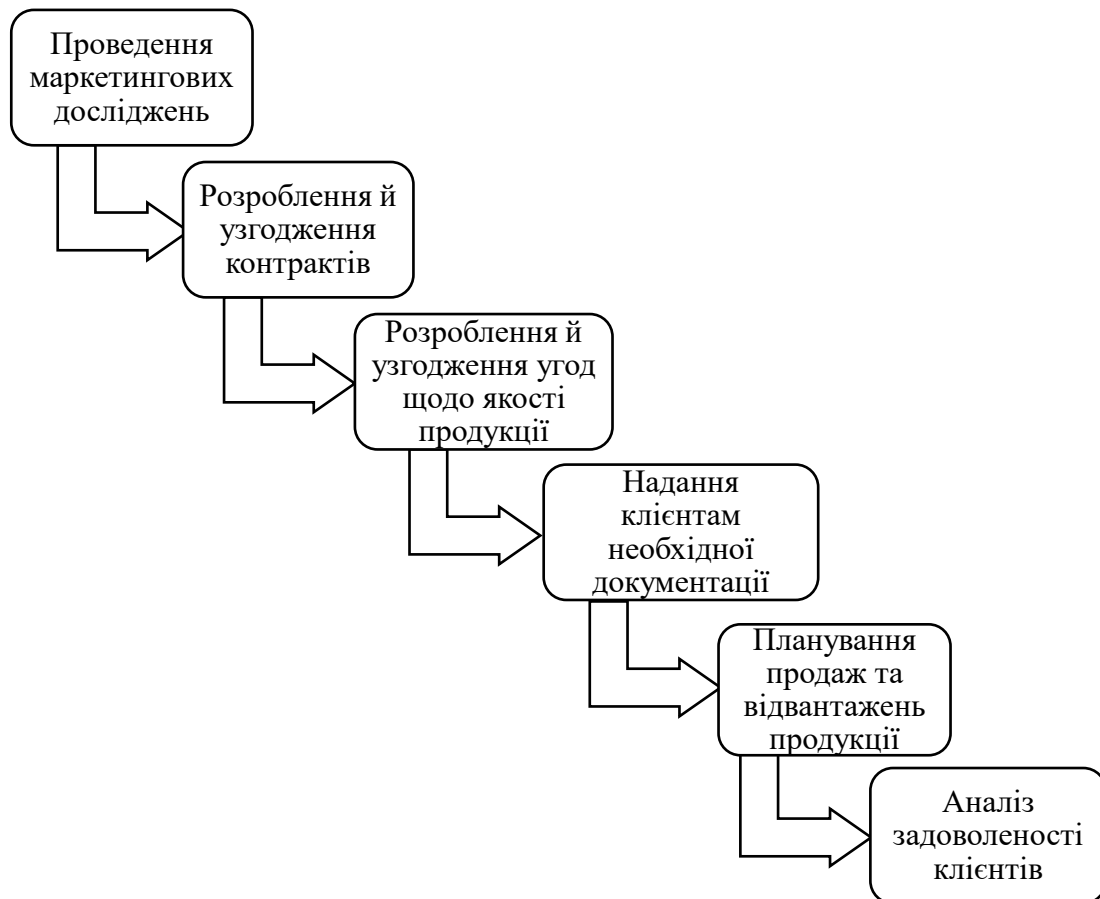 Проведення
маркетингових
досліджень
Розроблення й
узгодження
контрактів
Розроблення й
узгодження угод
щодо якості
продукції
Надання
клієнтам
необхідної
документації
Планування
продаж та
відвантажень
продукції
Аналіз
задоволеності
клієнтів